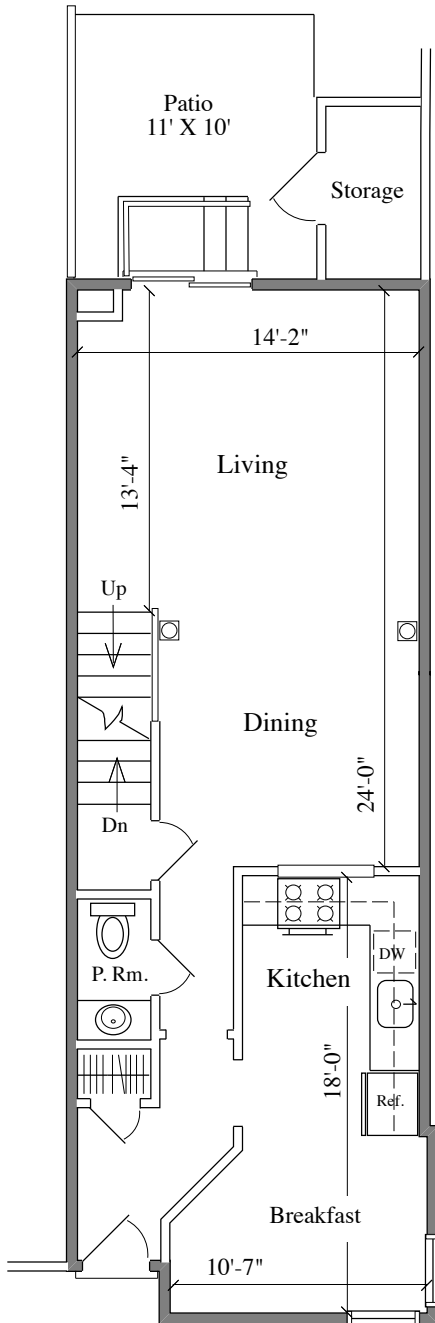 Patio
11' X 10'
Storage
14'-2"
Living
13'-4"
Up
Dining
24'-0"
Dn
DW
P. Rm.
Kitchen
18'-0"
Ref.
Breakfast
10'-7"